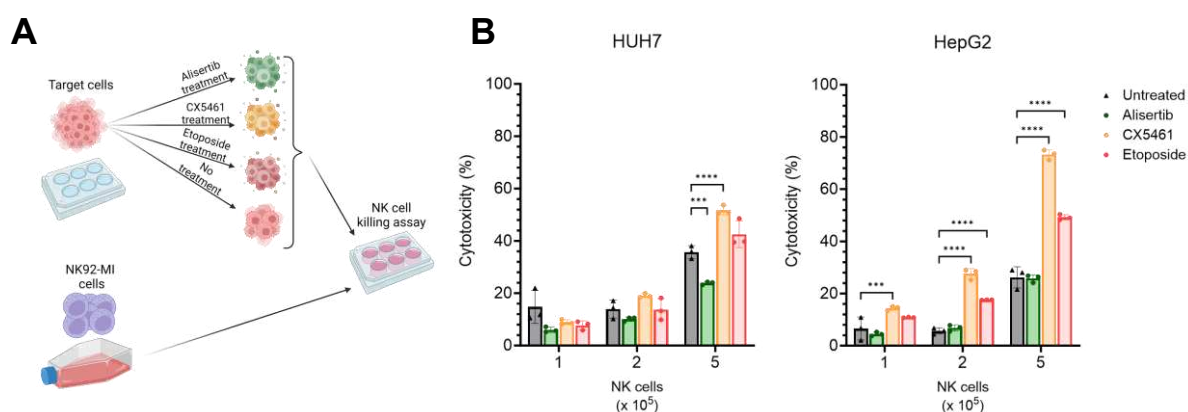 A
Target cells
Alisertib
treatment
CX5461
treatment
Etoposide
treatment
No
treatment
NK cell
killing assay
NK92-MI
cells
B
HUH7
Cytotoxicity (%)
100
80
60
40
20
0
***
****
1
2
5
NK cells
(x 10⁵)
HepG2
Cytotoxicity (%)
100
80
60
40
20
0
***
****
****
****
****
1
2
5
NK cells
(x 10⁵)
Untreated
Alisertib
CX5461
Etoposide